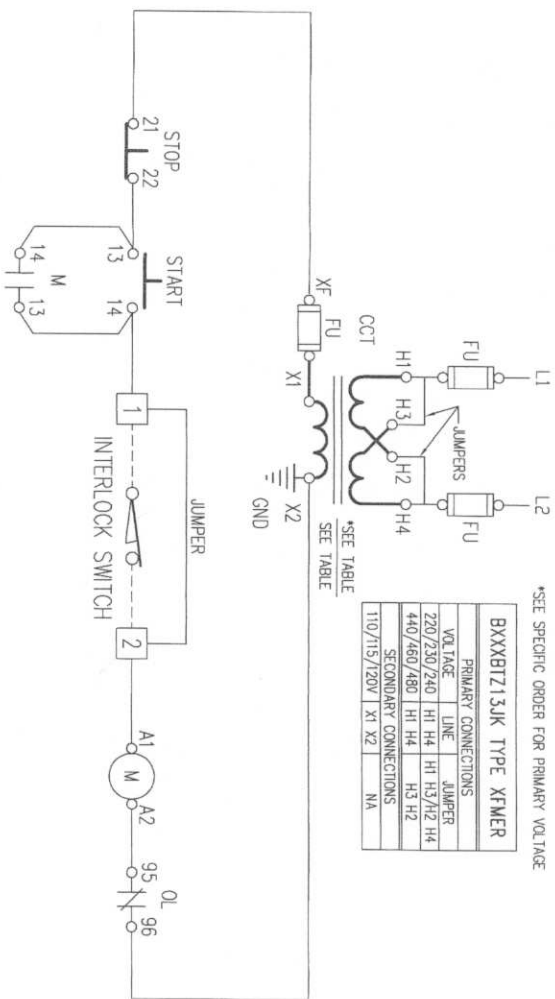 *SEE SPECIFIC ORDER FOR PRIMARY VOLTAGE
BXXXBTZ13JK TYPE XFMER
PRIMARY CONNECTIONS
VOLTAGE LINE JUMPER
220/230/240 H1 H4 H1 H3/H2 H4
440/460/480 H1 H4 H3 H2
SECONDARY CONNECTIONS
110/115/120V X1 X2 NA
L1 L2
FU FU
JUMPERS
H1 H3 H2 H4
CCT
*SEE TABLE
SEE TABLE
XF FU X1 X2
GND
STOP
21 22
START
13 14
M
14 13
JUMPER
1 2
INTERLOCK SWITCH
A1 M A2
OL
95 96